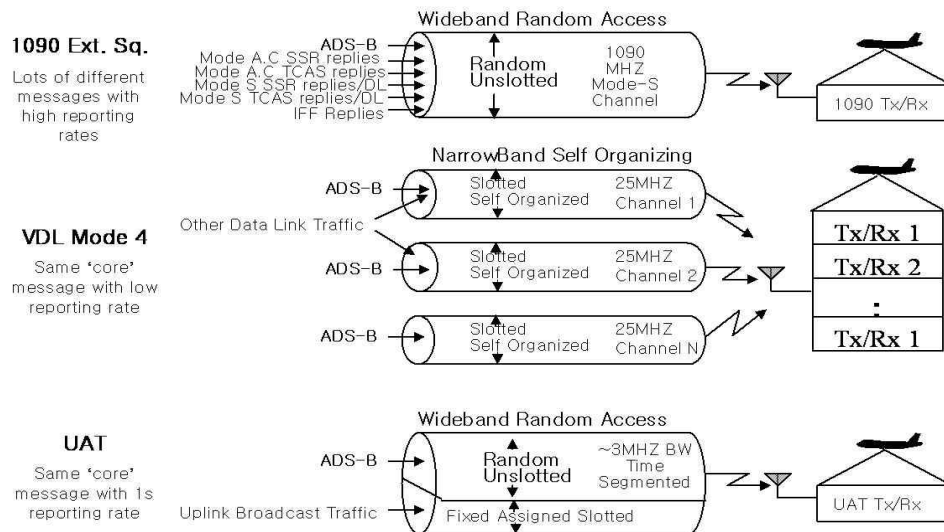 Wideband Random Access
1090 Ext. Sq.
Lots of different
messages with
high reporting
rates
ADS-B
Mode A.C SSR replies
Mode A.C TCAS replies
Mode S SSR replies/DL
Mode S TCAS replies/DL
IFF Replies
Random
Unslotted
1090
MHZ
Mode-S
Channel
1090 Tx/Rx
NarrowBand Self Organizing
VDL Mode 4
Same 'core'
message with low
reporting rate
ADS-B
Other Data Link Traffic
ADS-B
ADS-B
Slotted
Self Organized
25MHZ
Channel 1
Slotted
Self Organized
25MHZ
Channel 2
Slotted
Self Organized
25MHZ
Channel N
Tx/Rx 1
Tx/Rx 2
:
Tx/Rx 1
Wideband Random Access
UAT
Same 'core'
message with 1s
reporting rate
ADS-B
Uplink Broadcast Traffic
Random
Unslotted
~3MHZ BW
Time
Segmented
Fixed Assigned Slotted
UAT Tx/Rx